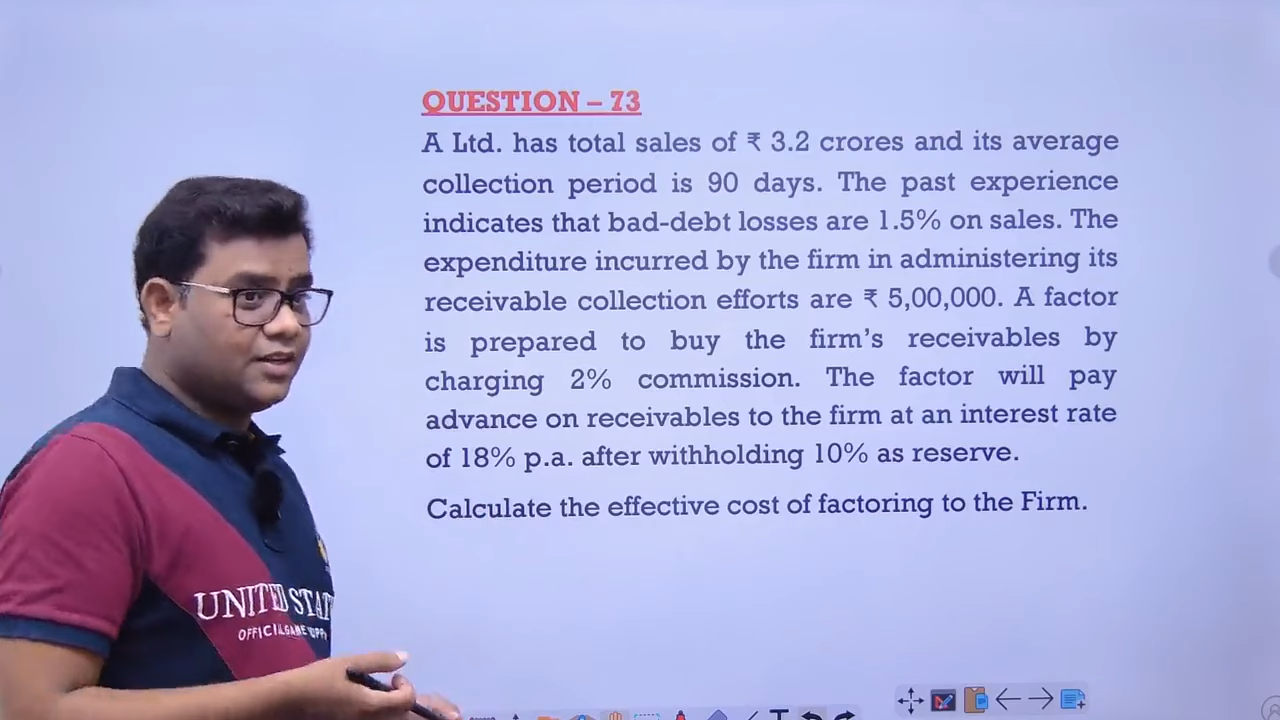 QUESTION – 73
A Ltd. has total sales of ₹ 3.2 crores and its average
collection period is 90 days. The past experience
indicates that bad-debt losses are 1.5% on sales. The
expenditure incurred by the firm in administering its
receivable collection efforts are ₹ 5,00,000. A factor
is prepared to buy the firm's receivables by
charging 2% commission. The factor will pay
advance on receivables to the firm at an interest rate
of 18% p.a. after withholding 10% as reserve.
Calculate the effective cost of factoring to the Firm.
UNITED STAT